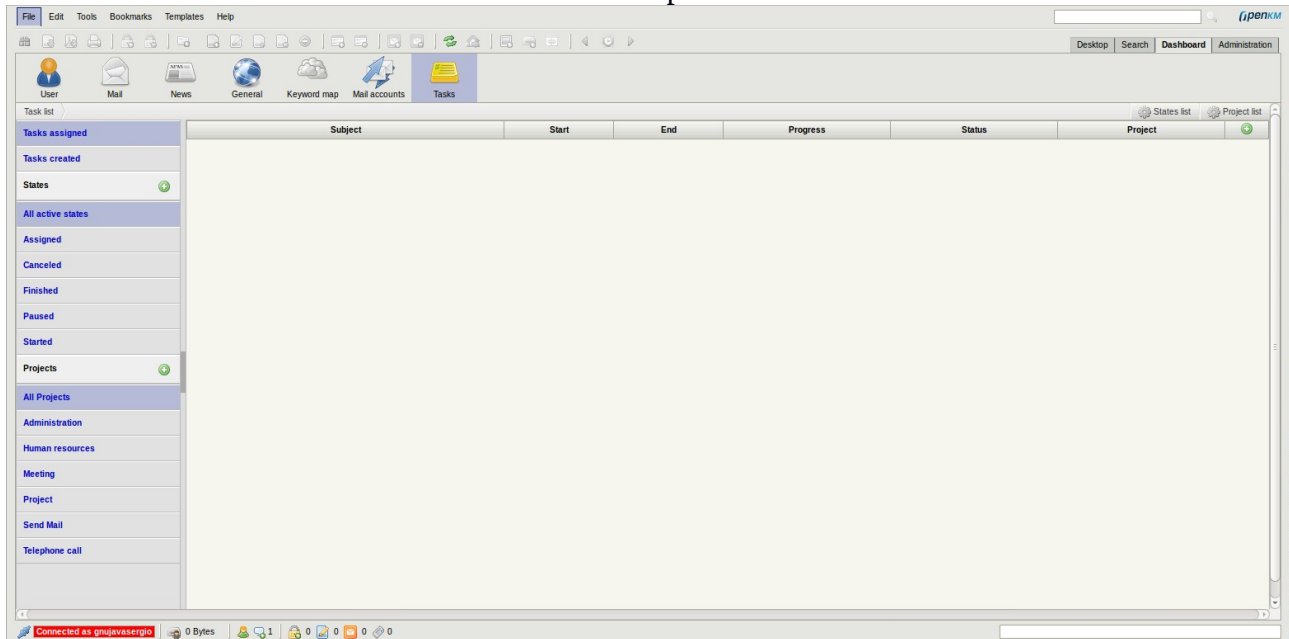 File Edit Tools Bookmarks Templates Help
OpenKM
Desktop Search Dashboard Administration
User Mail News General Keyword map Mail accounts Tasks
Task list States list Project list
Tasks assigned Subject Start End Progress Status Project
Tasks created
States
All active states
Assigned
Canceled
Finished
Paused
Started
Projects
All Projects
Administration
Human resources
Meeting
Project
Send Mail
Telephone call
Connected as gnujavasergio 0 Bytes 1 0 0 0 0